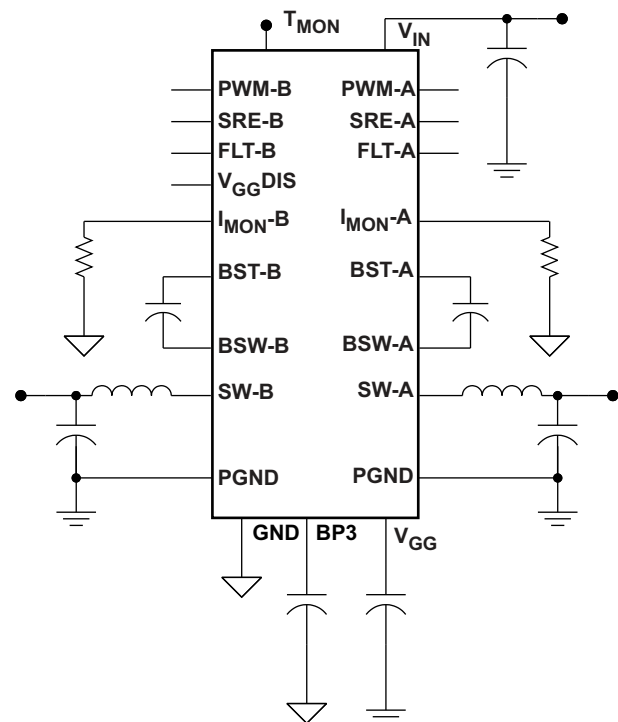 TMON
VIN
PWM-B PWM-A
SRE-B SRE-A
FLT-B FLT-A
VGGDIS
IMON-B IMON-A
BST-B BST-A
BSW-B BSW-A
SW-B SW-A
PGND PGND
GND BP3 VGG